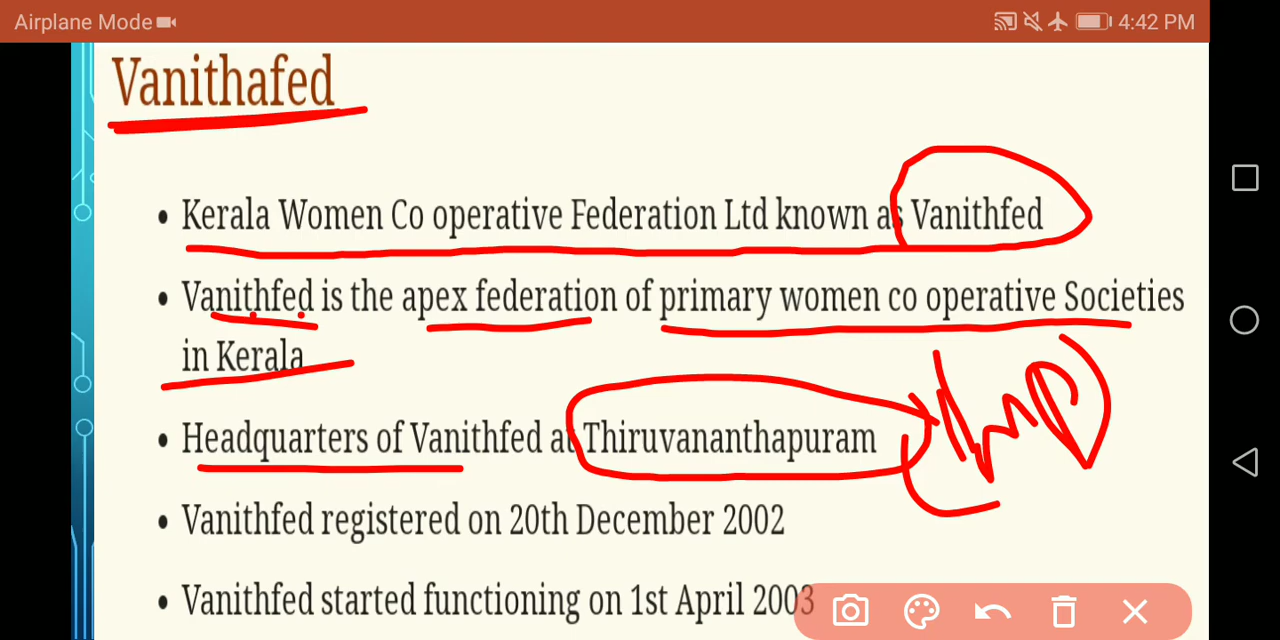 Airplane Mode
4:42 PM
Vanithafed
• Kerala Women Co operative Federation Ltd known as Vanithfed
• Vanithfed is the apex federation of primary women co operative Societies
in Kerala
• Headquarters of Vanithfed at Thiruvananthapuram
• Vanithfed registered on 20th December 2002
• Vanithfed started functioning on 1st April 2003